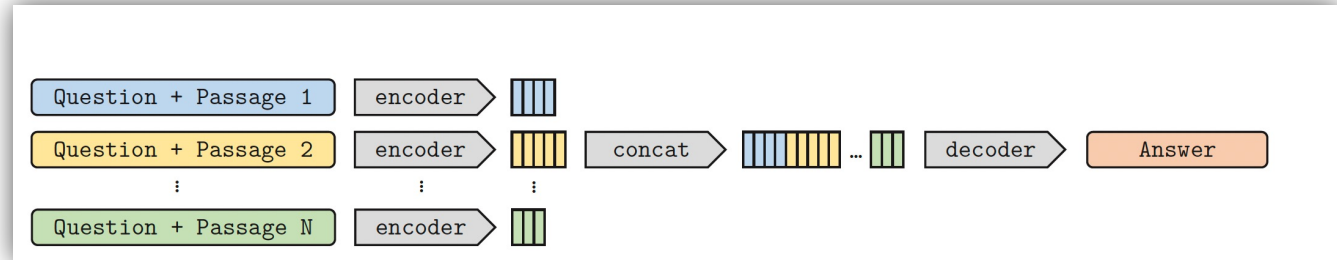 Question + Passage 1 encoder
Question + Passage 2 encoder concat … decoder Answer
⋮ ⋮ ⋮
Question + Passage N encoder